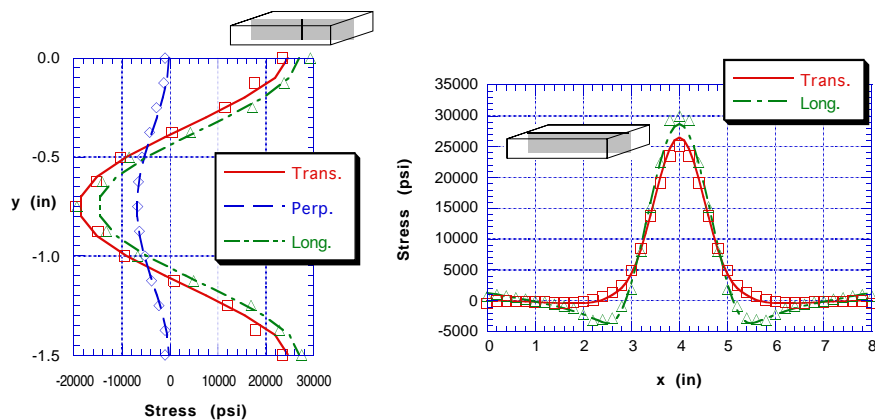 0.0
-0.5
y (in)
-1.0
-1.5
-20000 -10000 0 10000 20000 30000
Stress (psi)
Trans.
Perp.
Long.
35000
30000
25000
20000
15000
10000
5000
0
-5000
Stress (psi)
0 1 2 3 4 5 6 7 8
x (in)
Trans.
Long.